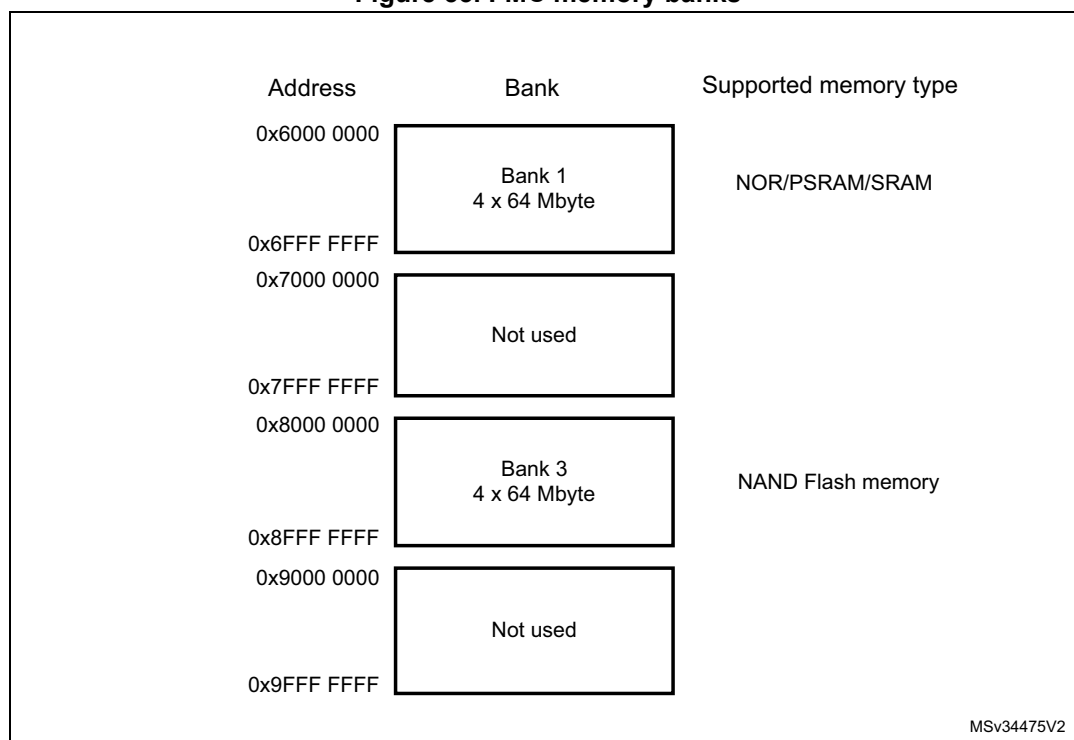 Address Bank Supported memory type
0x6000 0000
Bank 1
4 x 64 Mbyte
NOR/PSRAM/SRAM
0x6FFF FFFF
0x7000 0000
Not used
0x7FFF FFFF
0x8000 0000
Bank 3
4 x 64 Mbyte
NAND Flash memory
0x8FFF FFFF
0x9000 0000
Not used
0x9FFF FFFF
MSv34475V2